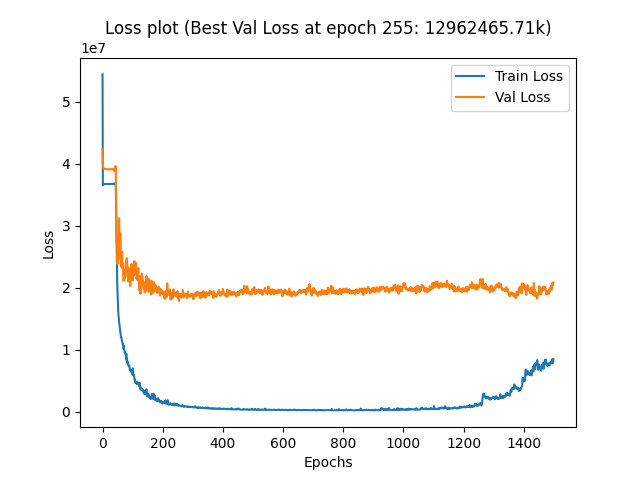 Loss plot (Best Val Loss at epoch 255: 12962465.71k)
1e7
Train Loss
Val Loss
5
4
3
2
1
0
Loss
0 200 400 600 800 1000 1200 1400
Epochs